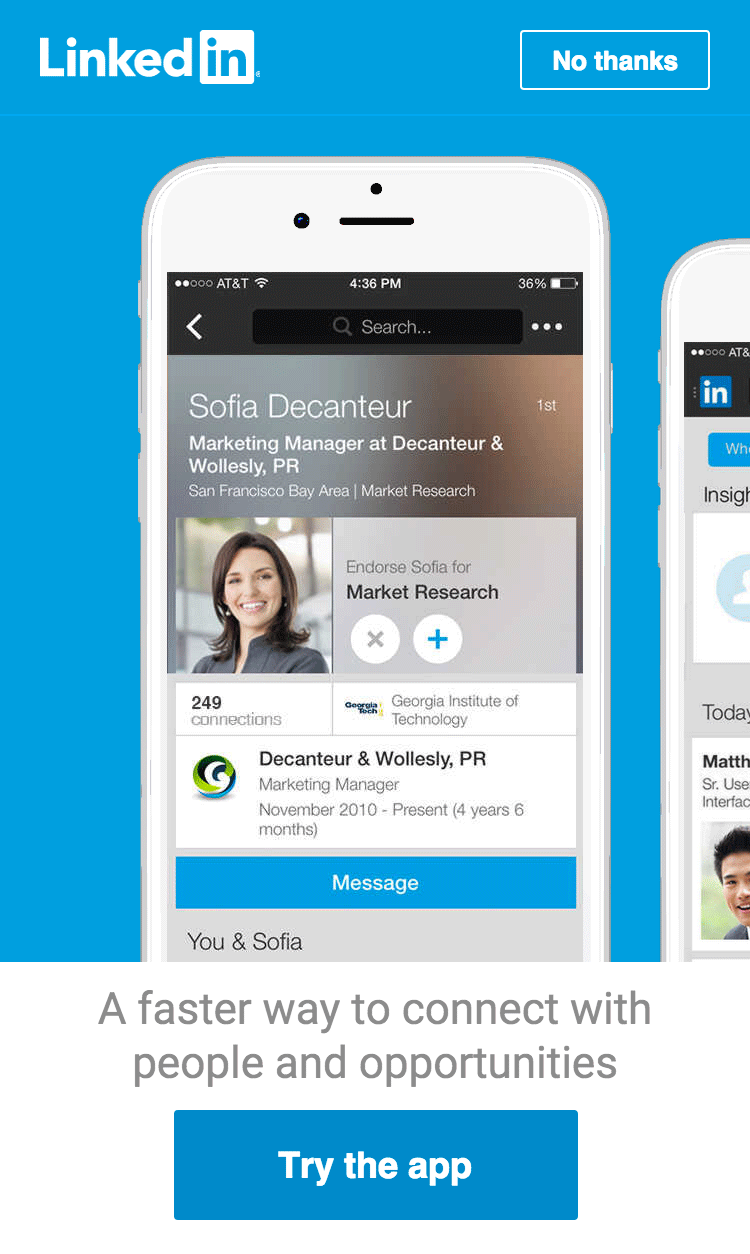 Linked in
No thanks
AT&T 4:36 PM 36%
Search...
Sofia Decanteur 1st
Marketing Manager at Decanteur &
Wollesly, PR
San Francisco Bay Area | Market Research
Endorse Sofia for
Market Research
249
connections
Georgia Tech
Georgia Institute of
Technology
Decanteur & Wollesly, PR
Marketing Manager
November 2010 - Present (4 years 6
months)
Message
You & Sofia
AT&
in
Insigh
Today
Matth
Sr. Use
Interfac
A faster way to connect with
people and opportunities
Try the app